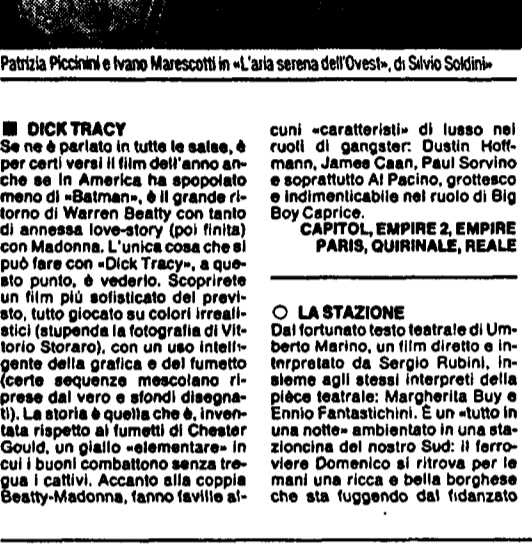 Patrizia Piccinini e Ivano Marescotti in «L'aria serena dell'Ovest», di Silvio Soldini»
■ DICK TRACY
Se ne è parlato in tutte le salse, è
per certi versi il film dell'anno an-
che se in America ha spopolato
meno di «Batman», è il grande ri-
torno di Warren Beatty con tanto
di annessa love-story (poi finita)
con Madonna. L'unica cosa che si
può fare con «Dick Tracy», a que-
sto punto, è vederlo. Scoprirete
un film più sofisticato del previ-
sto, tutto giocato su colori irreali-
stici (stupenda la fotografia di Vit-
torio Storaro), con un uso intelli-
gente della grafica e del fumetto
(certe sequenze mescolano ri-
prese dal vero e sfondi disegna-
ti). La storia è quella che è, inven-
tata rispetto ai fumetti di Chester
Gould, un giallo «elementare» in
cui i buoni combattono senza tre-
gua i cattivi. Accanto alla coppia
Beatty-Madonna, fanno faville al-
cuni «caratteristi» di lusso nei
ruoli di gangster: Dustin Hoff-
mann, James Caan, Paul Sorvino
e soprattutto Al Pacino, grottesco
e indimenticabile nel ruolo di Big
Boy Caprice.
CAPITOL, EMPIRE 2, EMPIRE
PARIS, QUIRINALE, REALE
○ LA STAZIONE
Dal fortunato testo teatrale di Um-
berto Marino, un film diretto e in-
terpretato da Sergio Rubini, in-
sieme agli stessi interpreti della
pièce teatrale: Margherita Buy e
Ennio Fantastichini. È un «tutto in
una notte» ambientato in una sta-
zioncina del nostro Sud: il ferro-
viere Domenico si ritrova per le
mani una ricca e bella borghese
che sta fuggendo dal fidanzato